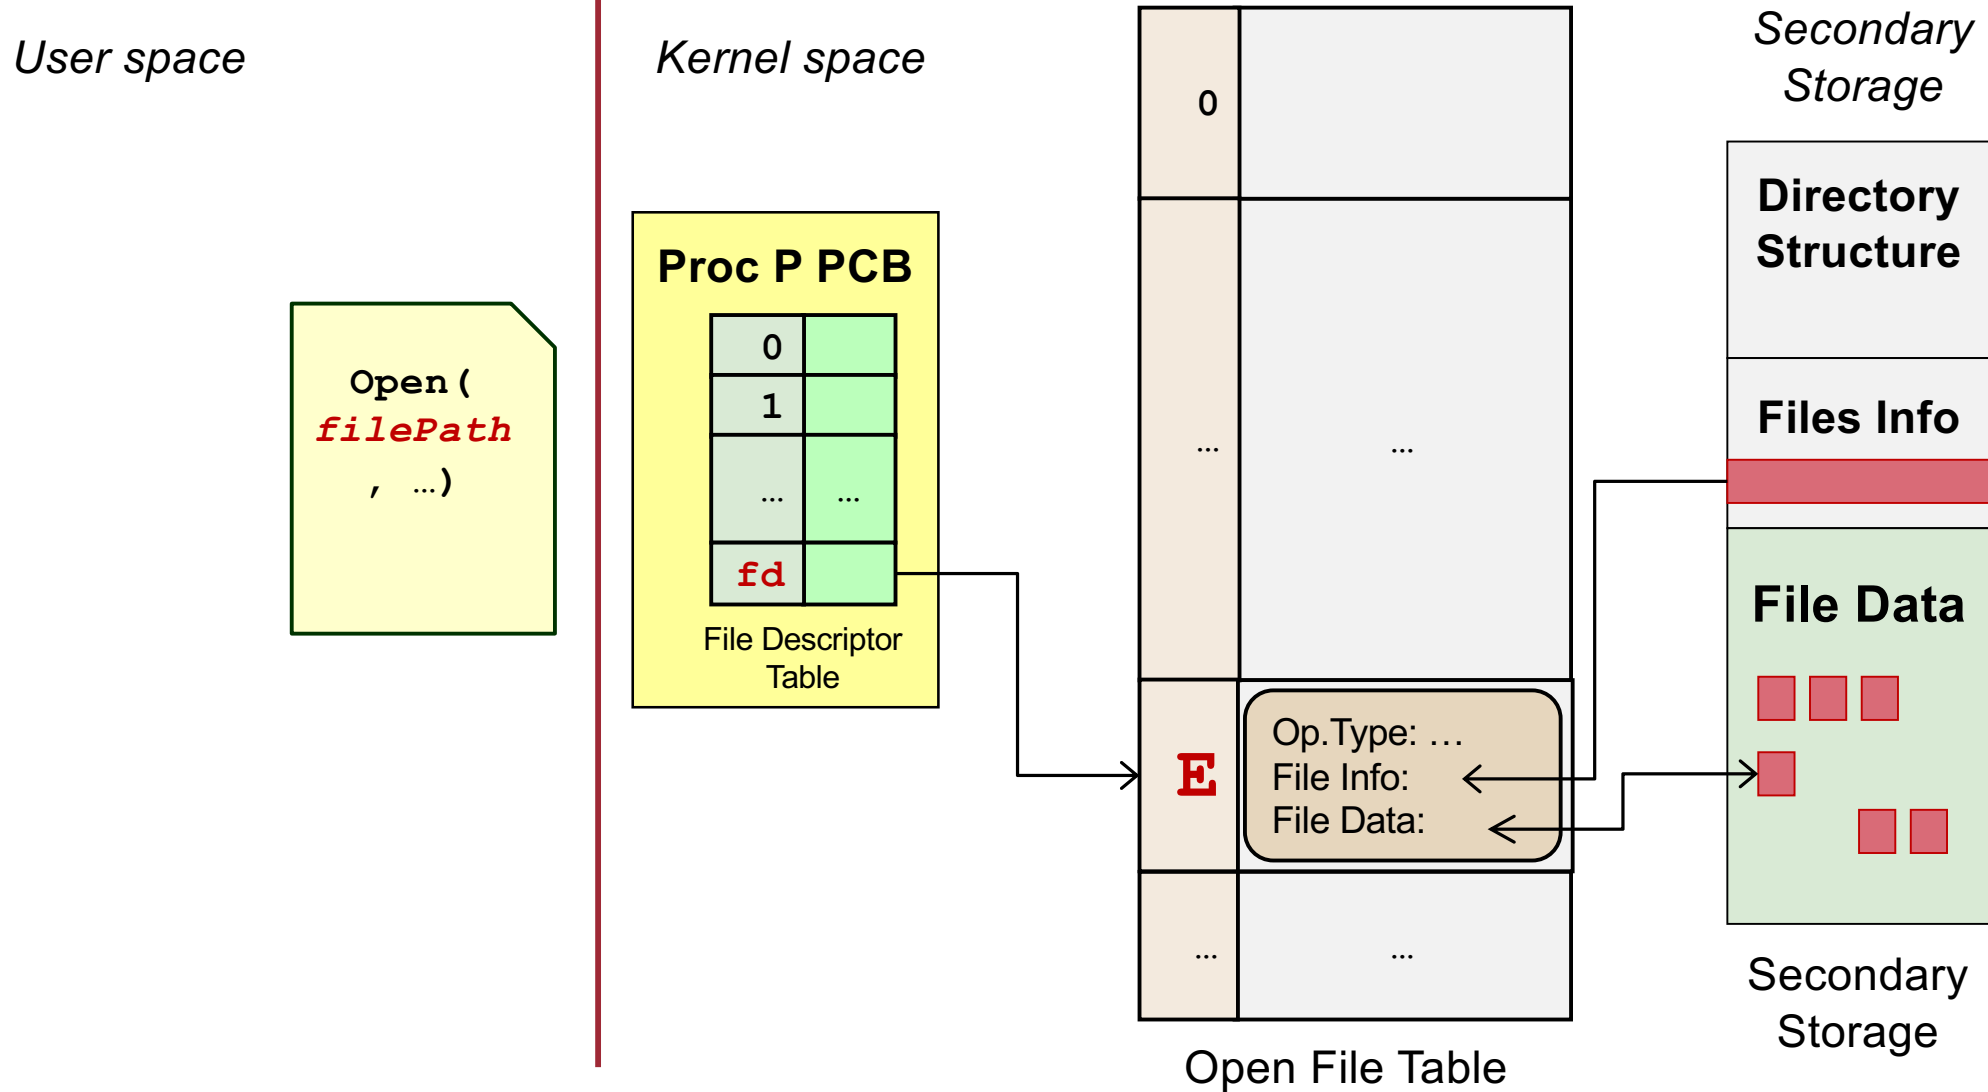 User space
Kernel space
Secondary
Storage
Open(
filePath
, …)
Proc P PCB
0
1
… …
fd
File Descriptor
Table
0
… …
E
Op.Type: …
File Info:
File Data:
… …
Open File Table
Directory
Structure
Files Info
File Data
Secondary
Storage